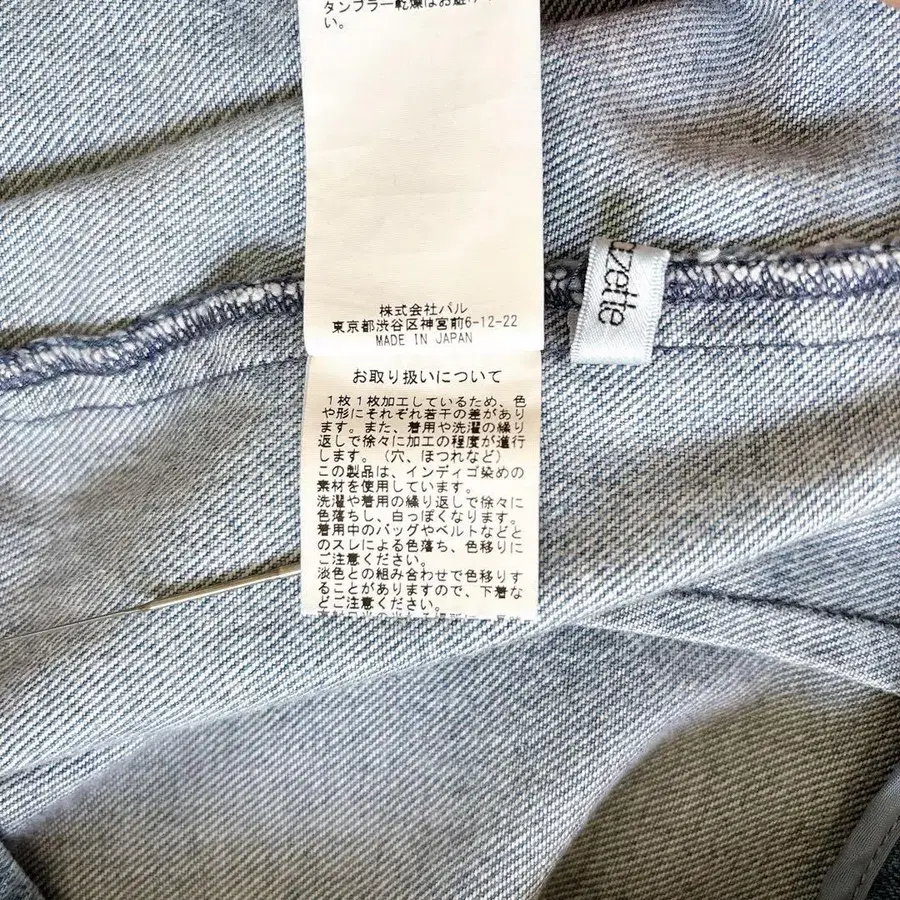 タンブラー乾燥はお避け
い。
株式会社パル
東京都渋谷区神宮前6-12-22
MADE IN JAPAN
zette
お取り扱いについて
1枚1枚加工しているため、色
や形にそれぞれ若干の差があり
ます。また、着用や洗濯の繰り
返しで徐々に加工の程度が進行
します。（穴、ほつれなど）
この製品は、インディゴ染めの
素材を使用しています。
洗濯や着用の繰り返しで徐々に
色落ちし、白っぽくなります。
着用中のバッグやベルトなどと
のスレによる色落ち、色移りに
ご注意ください。
淡色との組み合わせで色移りす
ることがありますので、下着な
どご注意ください。